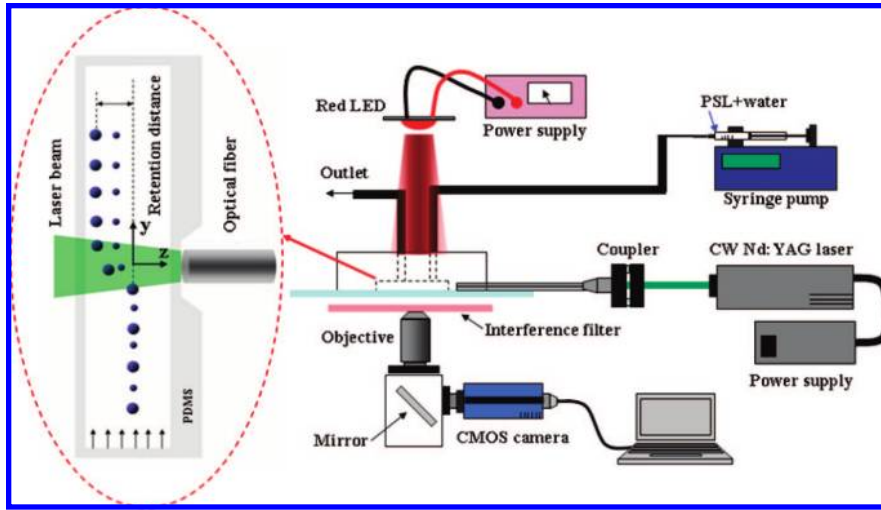 Laser beam
Retention distance
Optical fiber
y
z
PDMS
Red LED
Power supply
PSL+water
Outlet
Syringe pump
Coupler
CW Nd: YAG laser
Interference filter
Objective
Power supply
Mirror
CMOS camera